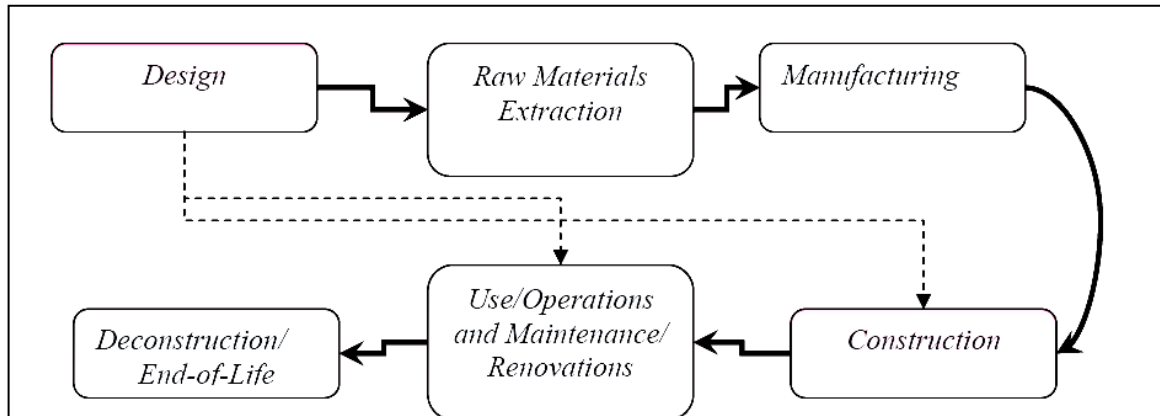 Design
Raw Materials
Extraction
Manufacturing
Use/Operations
and Maintenance/
Renovations
Deconstruction/
End-of-Life
Construction